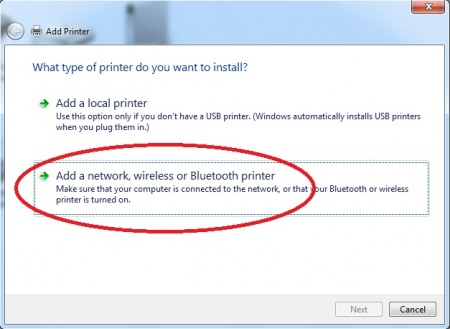 Add Printer
What type of printer do you want to install?
Add a local printer
Use this option only if you don't have a USB printer. (Windows automatically installs USB printers
when you plug them in.)
Add a network, wireless or Bluetooth printer
Make sure that your computer is connected to the network, or that your Bluetooth or wireless
printer is turned on.
Next
Cancel